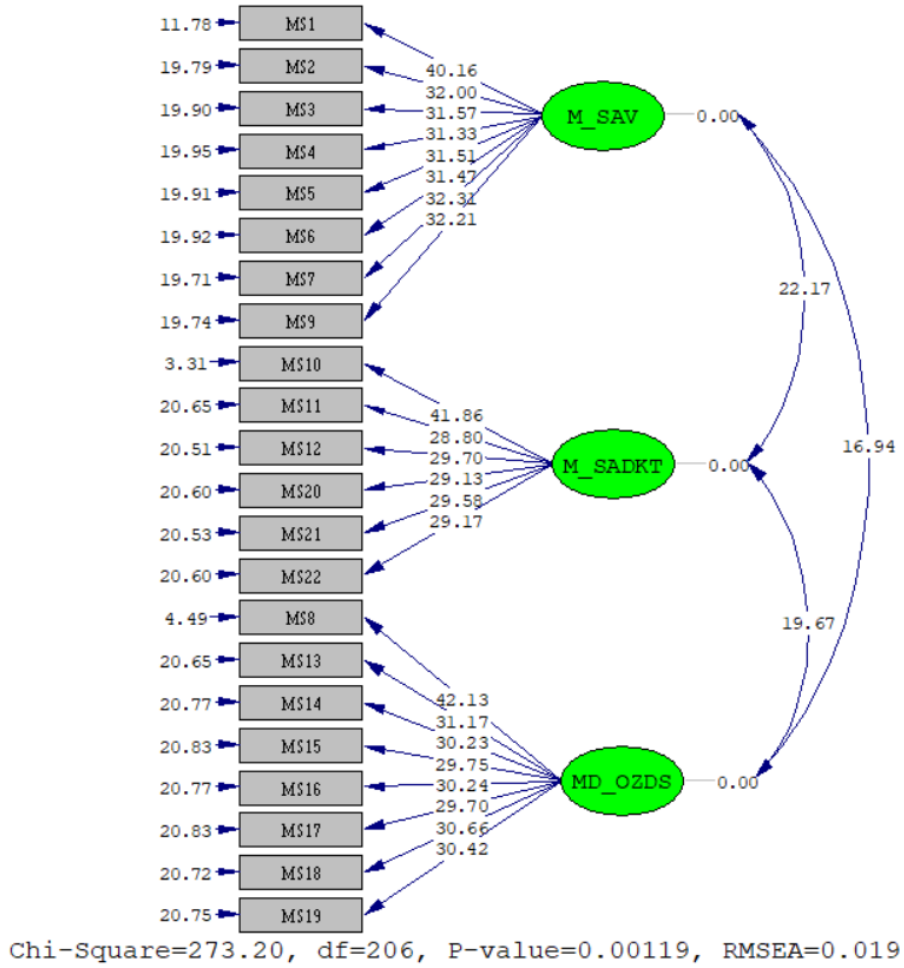 11.78 MS1
40.16
19.79 MS2
32.00
19.90 MS3
31.57
M_SAV 0.00
19.95 MS4
31.33
19.91 MS5
31.51
19.92 MS6
31.47
19.71 MS7
32.31
19.74 MS9
32.21
22.17
3.31 MS10
41.86
20.65 MS11
28.80
20.51 MS12
29.70
M_SADKT 0.00
16.94
20.60 MS20
29.13
20.53 MS21
29.58
20.60 MS22
29.17
4.49 MS8
42.13
19.67
20.65 MS13
31.17
20.77 MS14
30.23
20.83 MS15
29.75
MD_OZDS 0.00
20.77 MS16
30.24
20.83 MS17
29.70
20.72 MS18
30.66
20.75 MS19
30.42
Chi-Square=273.20, df=206, P-value=0.00119, RMSEA=0.019